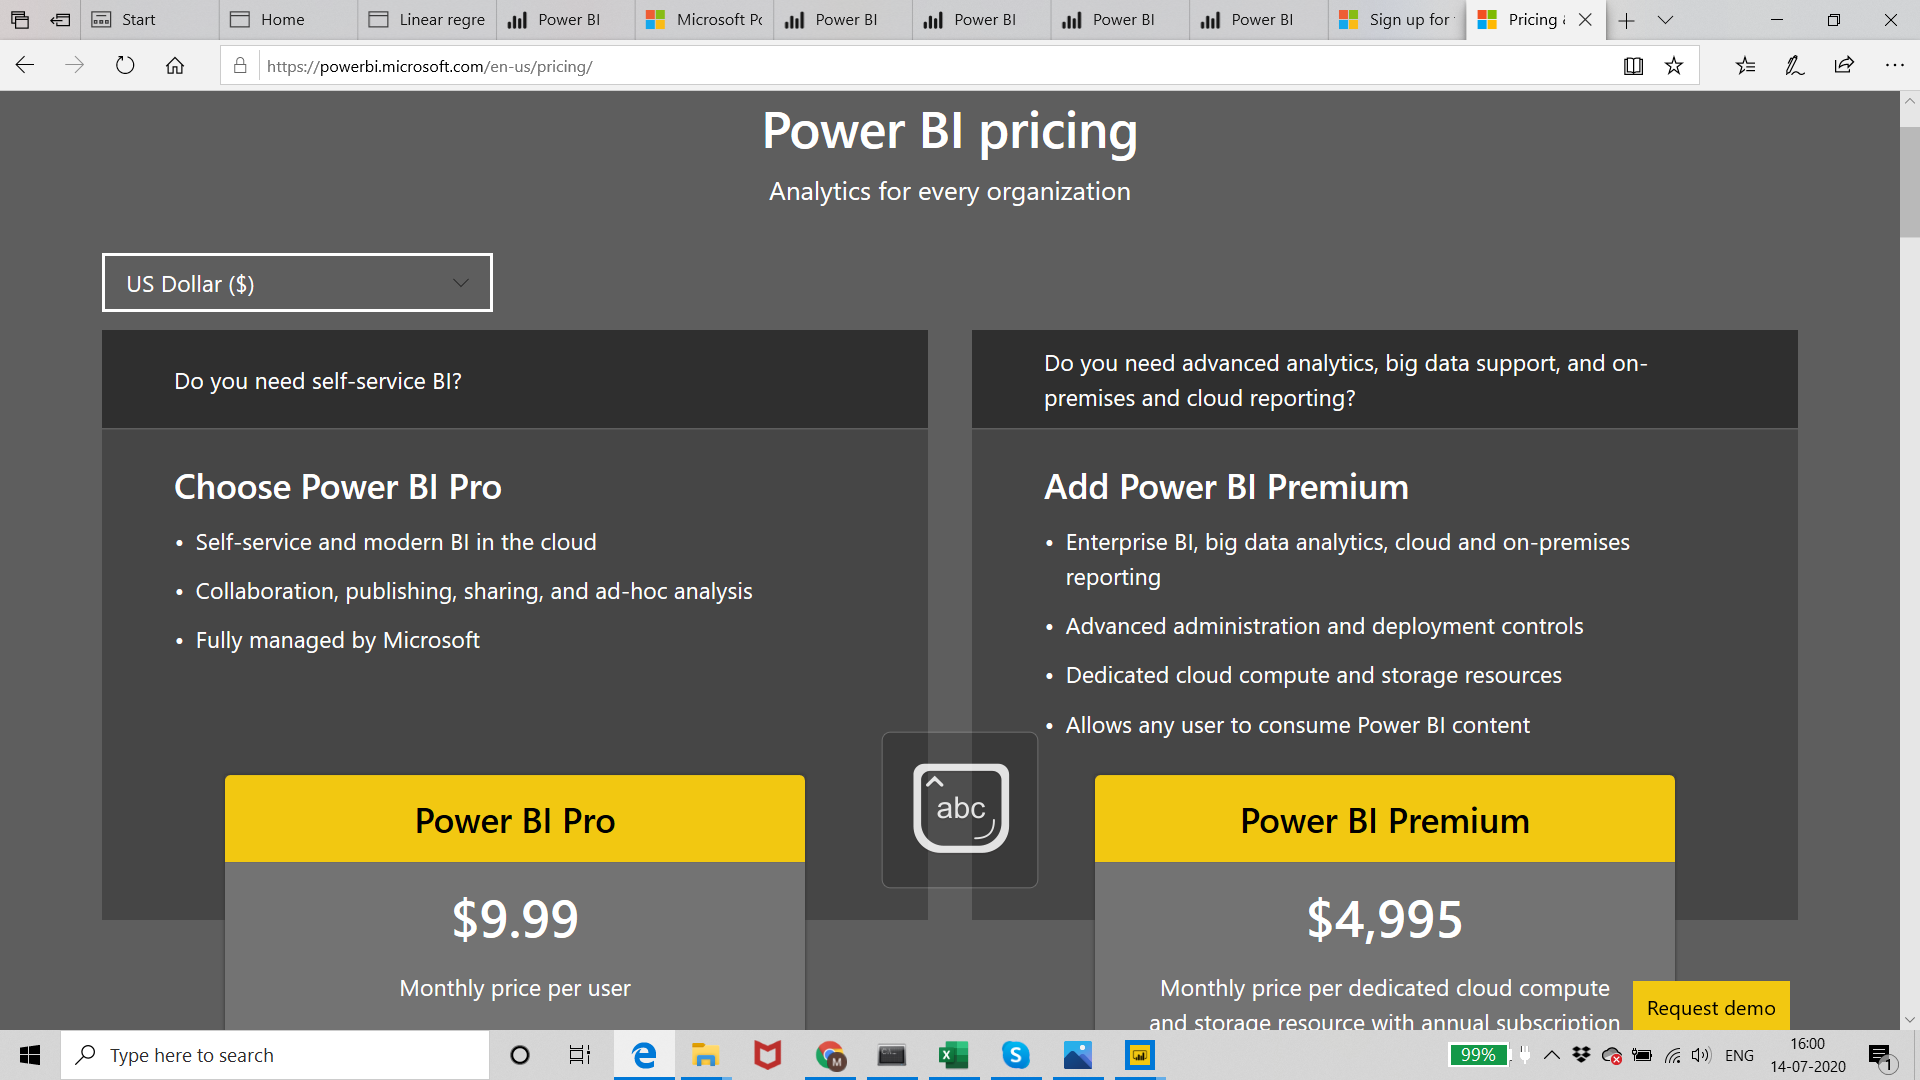 Start
Home
Linear regre
Power BI
Microsoft Po
Power BI
Power BI
Power BI
Power BI
Sign up for
Pricing &
https://powerbi.microsoft.com/en-us/pricing/
Power BI pricing
Analytics for every organization
US Dollar ($)
Do you need self-service BI?
Choose Power BI Pro
• Self-service and modern BI in the cloud
• Collaboration, publishing, sharing, and ad-hoc analysis
• Fully managed by Microsoft
Power BI Pro
$9.99
Monthly price per user
Do you need advanced analytics, big data support, and on-
premises and cloud reporting?
Add Power BI Premium
• Enterprise BI, big data analytics, cloud and on-premises
reporting
• Advanced administration and deployment controls
• Dedicated cloud compute and storage resources
• Allows any user to consume Power BI content
Power BI Premium
$4,995
Monthly price per dedicated cloud compute
and storage resource with annual subscription
abc
Request demo
Type here to search
M
99%
ENG
16:00
14-07-2020
1